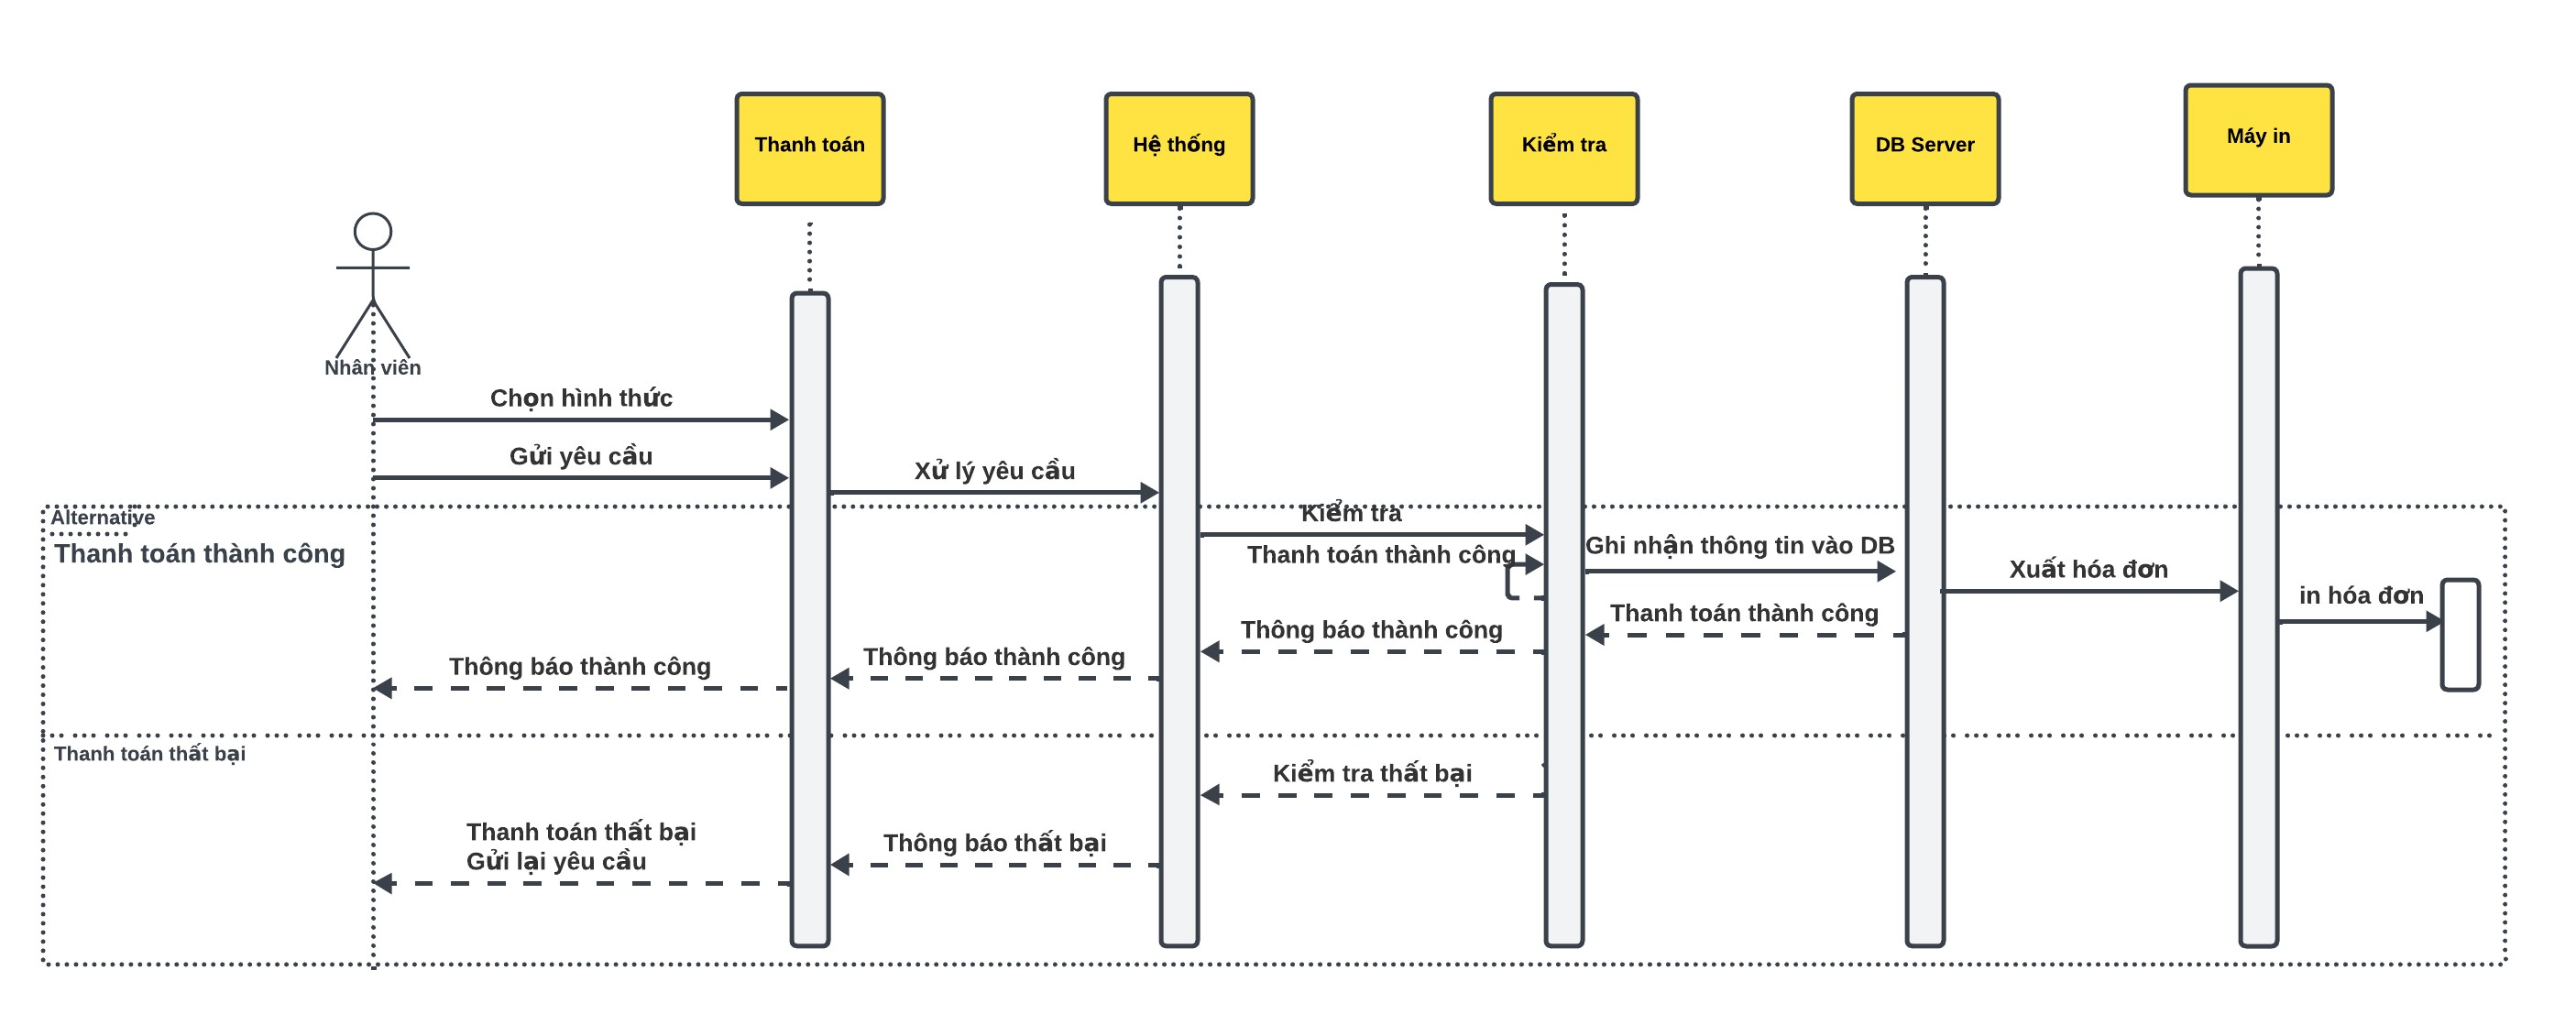 Thanh toán
Hệ thống
Kiểm tra
DB Server
Máy in
Nhân viên
Chọn hình thức
Gửi yêu cầu
Xử lý yêu cầu
Alternative
Kiểm tra
Thanh toán thành công
Thanh toán thành công
Ghi nhận thông tin vào DB
Xuất hóa đơn
in hóa đơn
Thanh toán thành công
Thông báo thành công
Thông báo thành công
Thông báo thành công
Thanh toán thất bại
Kiểm tra thất bại
Thông báo thất bại
Thanh toán thất bại
Gửi lại yêu cầu